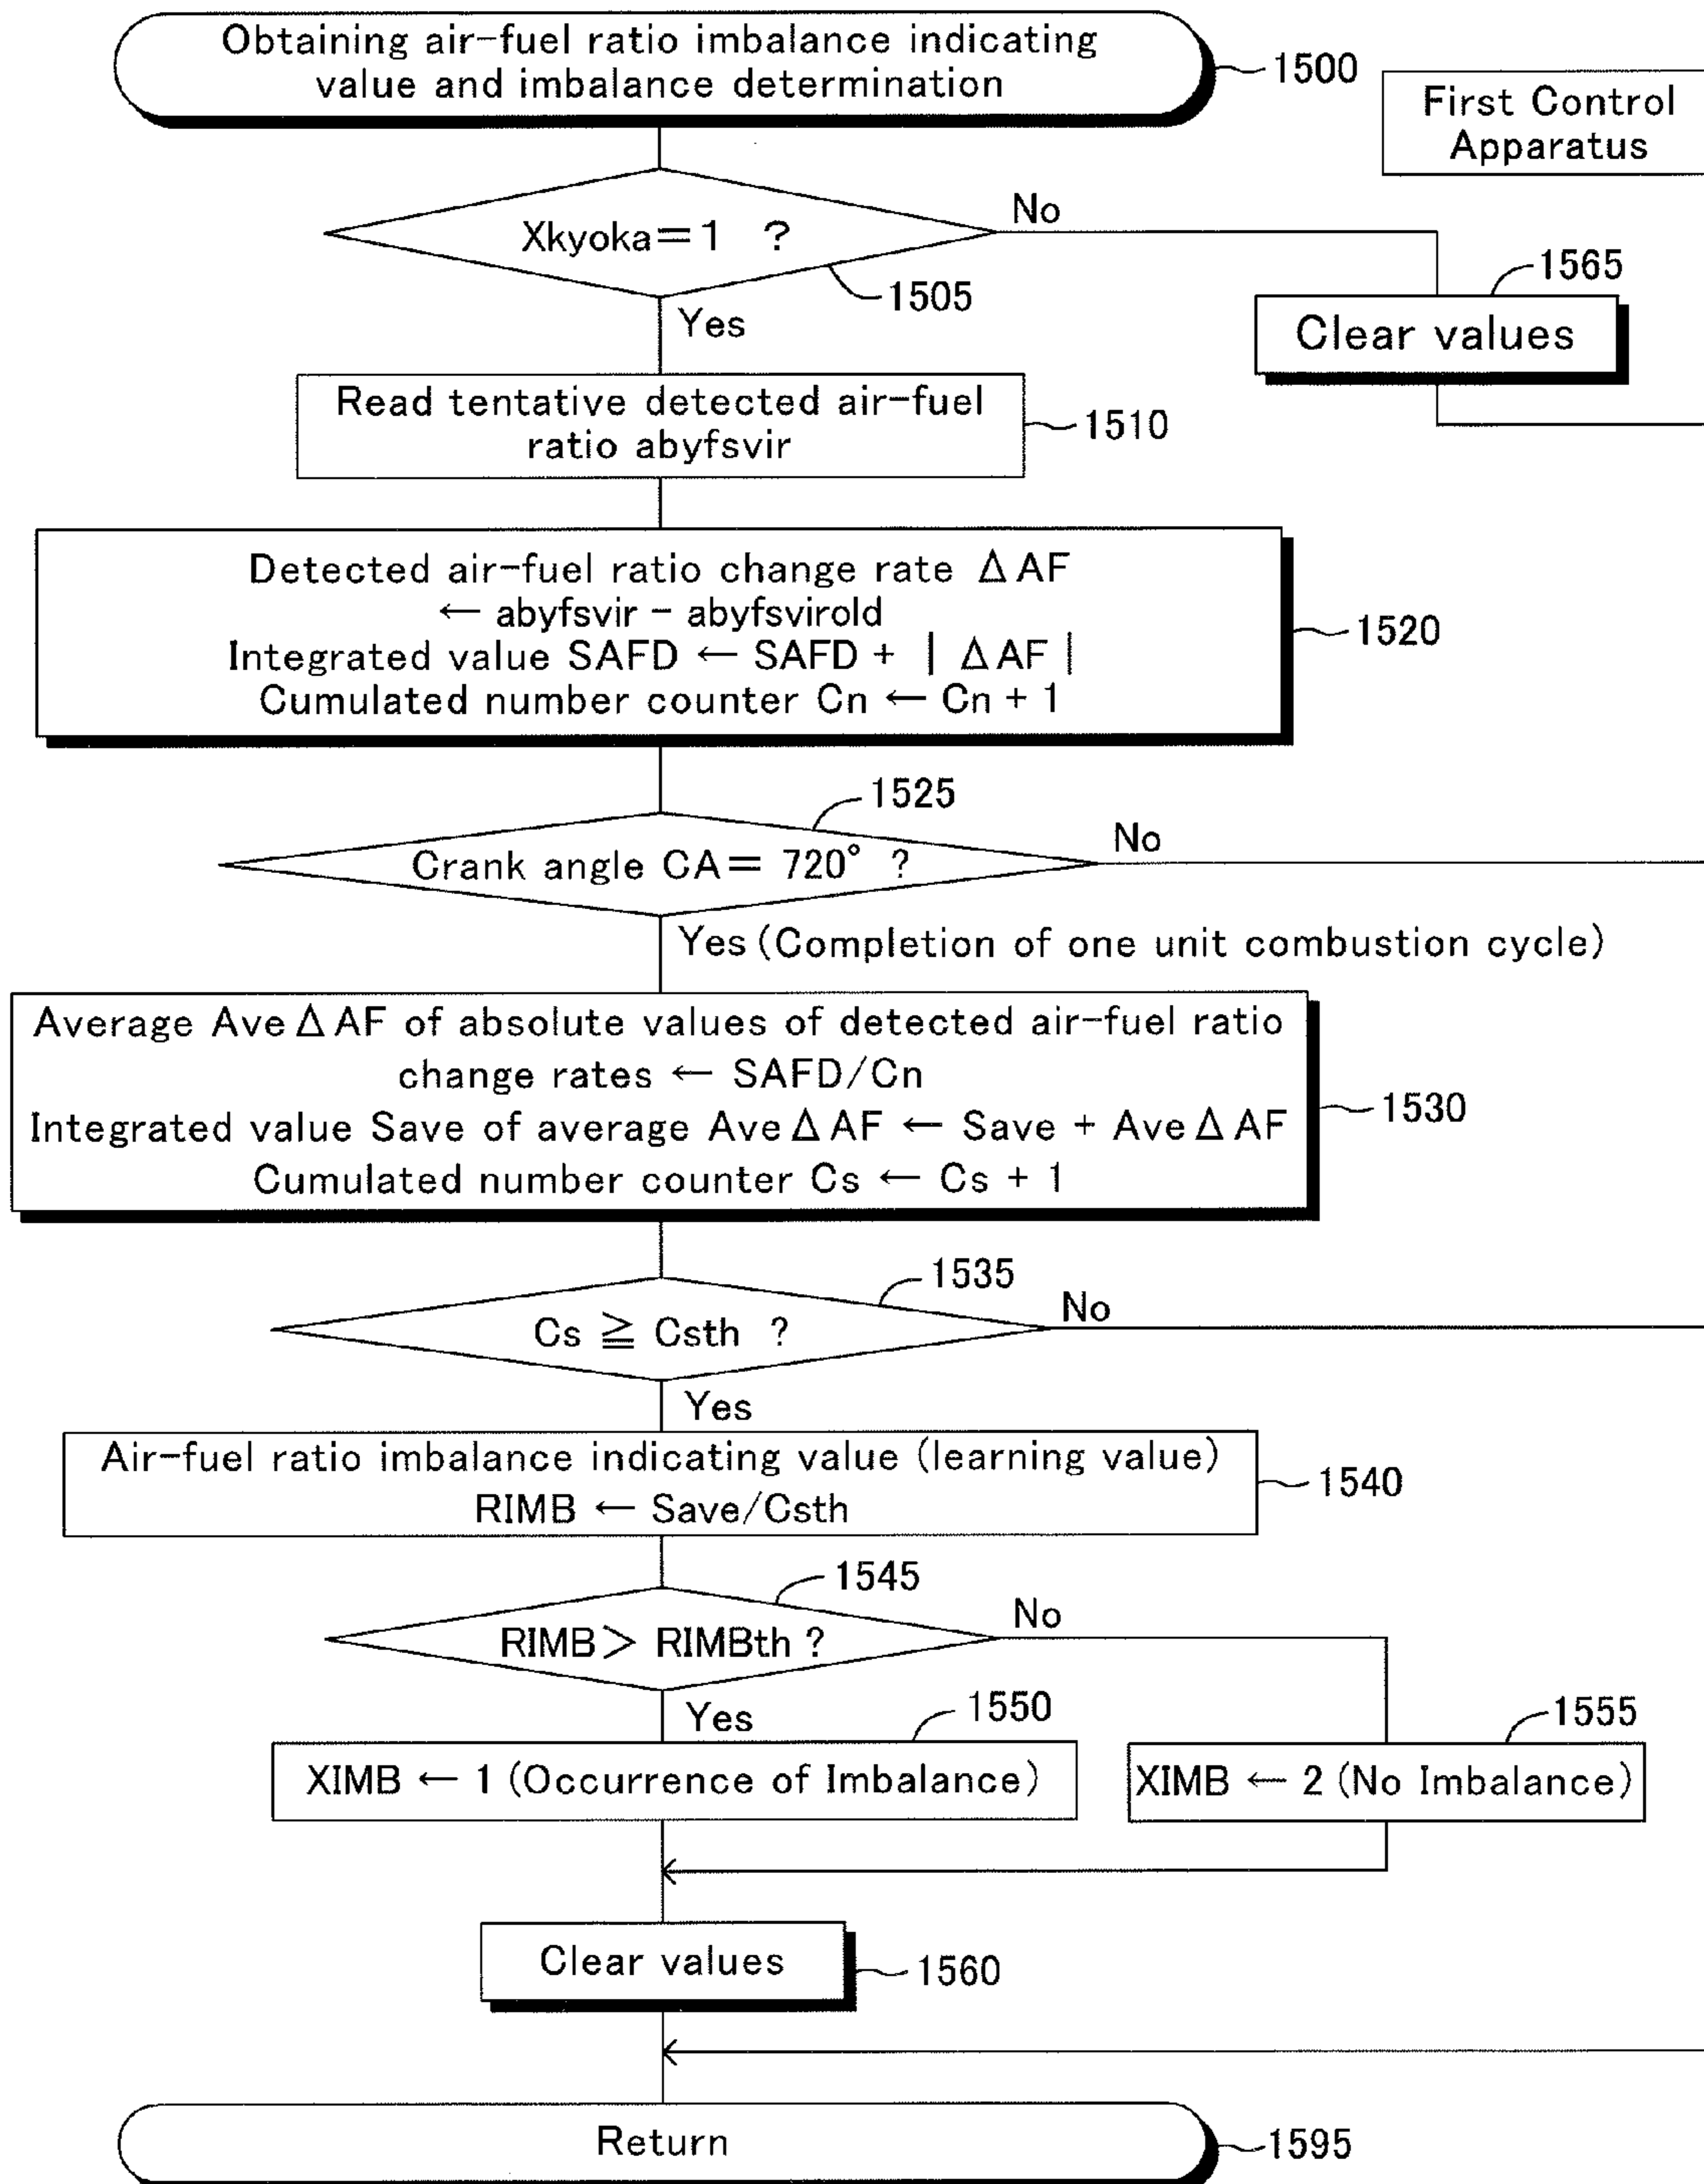 Obtaining air-fuel ratio imbalance indicating
value and imbalance determination
1500
First Control
Apparatus
Xkyoka=1 ?
No
1505
Yes
1565
Clear values
Read tentative detected air-fuel
ratio abyfsvir
1510
Detected air-fuel ratio change rate ΔAF
← abyfsvir - abyfsvirold
Integrated value SAFD ← SAFD + | ΔAF |
Cumulated number counter Cn ← Cn + 1
1520
1525
Crank angle CA= 720° ?
No
Yes (Completion of one unit combustion cycle)
Average AveΔAF of absolute values of detected air-fuel ratio
change rates ← SAFD/Cn
Integrated value Save of average AveΔAF ← Save + AveΔAF
Cumulated number counter Cs ← Cs + 1
1530
1535
Cs ≧ Csth ?
No
Yes
Air-fuel ratio imbalance indicating value (learning value)
RIMB ← Save/Csth
1540
1545
RIMB> RIMBth ?
No
Yes
1550
XIMB ← 1 (Occurrence of Imbalance)
1555
XIMB ← 2 (No Imbalance)
Clear values
1560
Return
1595